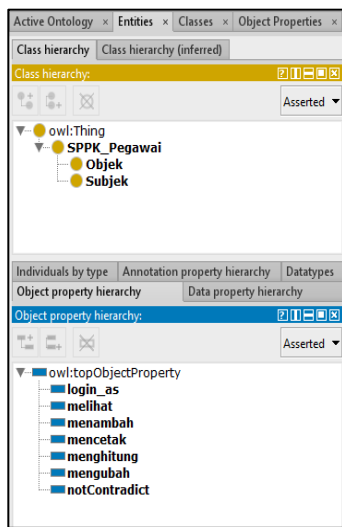 Active Ontology × Entities × Classes × Object Properties ×
Class hierarchy Class hierarchy (inferred)
Class hierarchy:
Asserted
owl:Thing
SPPK_Pegawai
Objek
Subjek
Individuals by type Annotation property hierarchy Datatypes
Object property hierarchy Data property hierarchy
Object property hierarchy:
Asserted
owl:topObjectProperty
login_as
melihat
menambah
mencetak
menghitung
mengubah
notContradict